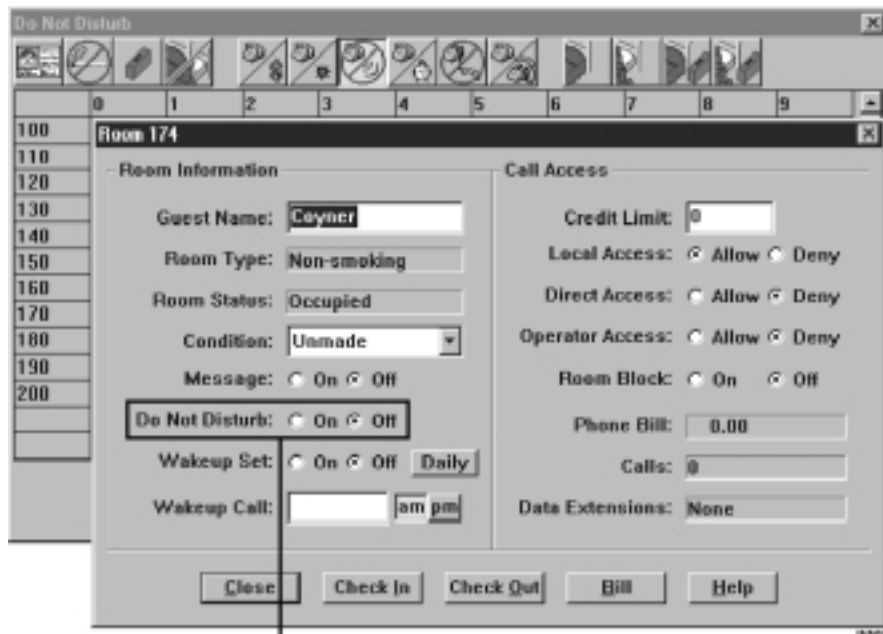 Do Not Disturb
0 1 2 3 4 5 6 7 8 9
100
110
120
130
140
150
160
170
180
190
200
Room 174
Room Information
Guest Name: Coyner
Room Type: Non-smoking
Room Status: Occupied
Condition: Unmade
Message: On Off
Do Not Disturb: On Off
Wakeup Set: On Off Daily
Wakeup Call: am pm
Call Access
Credit Limit: 0
Local Access: Allow Deny
Direct Access: Allow Deny
Operator Access: Allow Deny
Room Block: On Off
Phone Bill: 0.00
Calls: 0
Data Extensions: None
Close Check In Check Out Bill Help